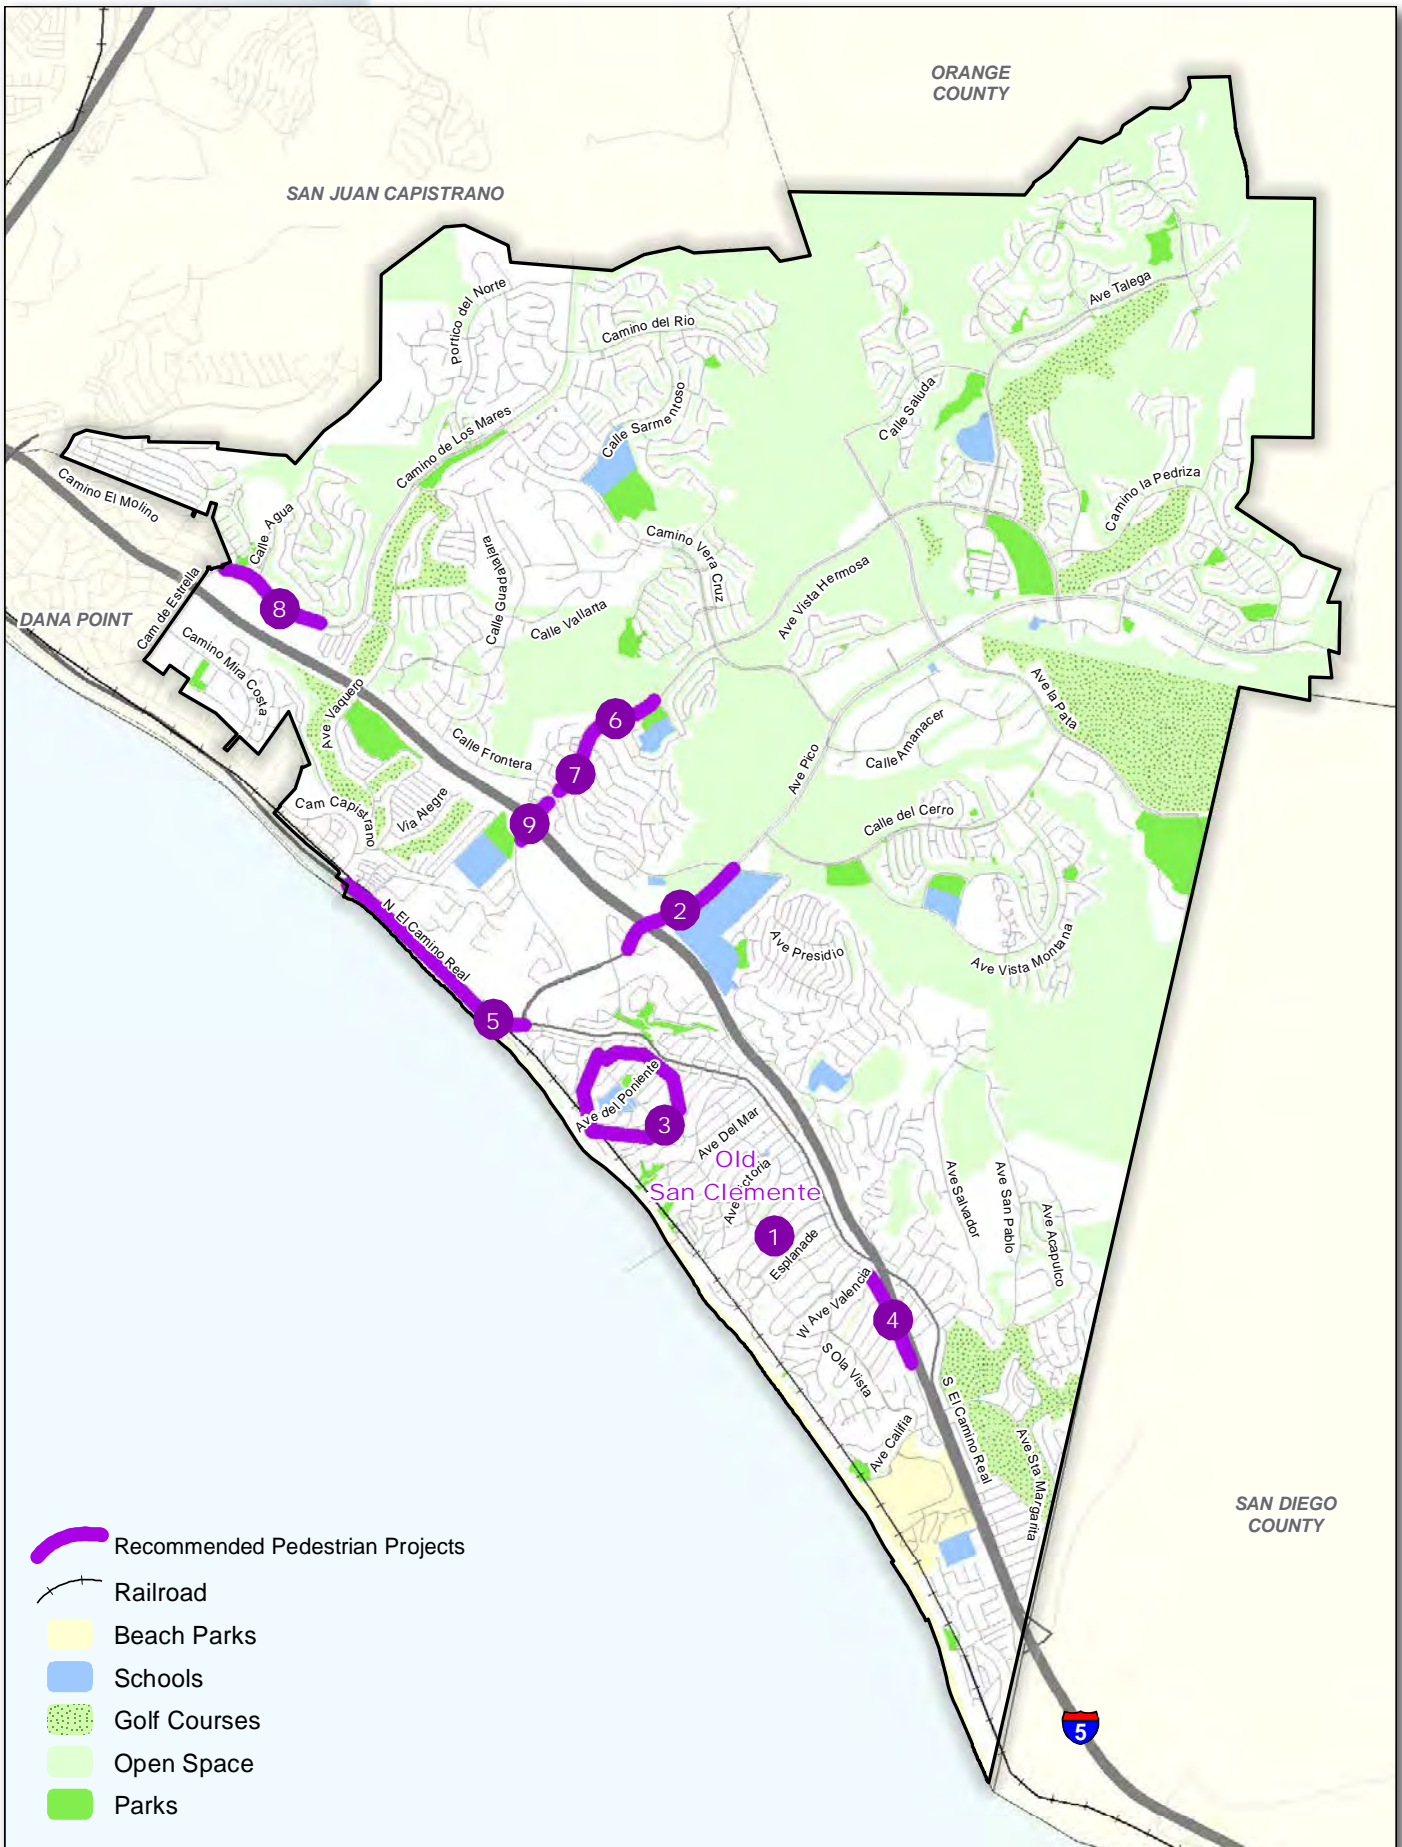 ORANGE
COUNTY
SAN JUAN CAPISTRANO
Ave Talega
Portico del Norte
Camino del Rio
Calle Saluda
Calle Sarmentoso
Camino de Los Mares
Camino la Pedriza
Camino El Molino
Calle Agua
Camino Vera Cruz
Calle Guadalajara
Ave Vista Hermosa
Cam de Estrella
8
DANA POINT
Calle Vallarta
Camino Mira Costa
Ave la Pata
Ave Vaquero
6
Calle Amanacer
Calle Frontera
7
Ave Pico
Cam Capistrano
Via Alegre
9
Calle del Cerro
2
N. El Camino Real
Ave Presidio
Ave Vista Montana
5
Ave del Poniente
3
Ave Del Mar
Old
San Clemente
Ave Victoria
Ave Salvador
Ave San Pablo
Ave Acapulco
1
Esplanade
W Ave Valencia
4
S Ola Vista
S El Camino Real
Ave Califia
Ave Sta Margarita
SAN DIEGO
COUNTY
Recommended Pedestrian Projects
Railroad
Beach Parks
Schools
Golf Courses
Open Space
Parks
5